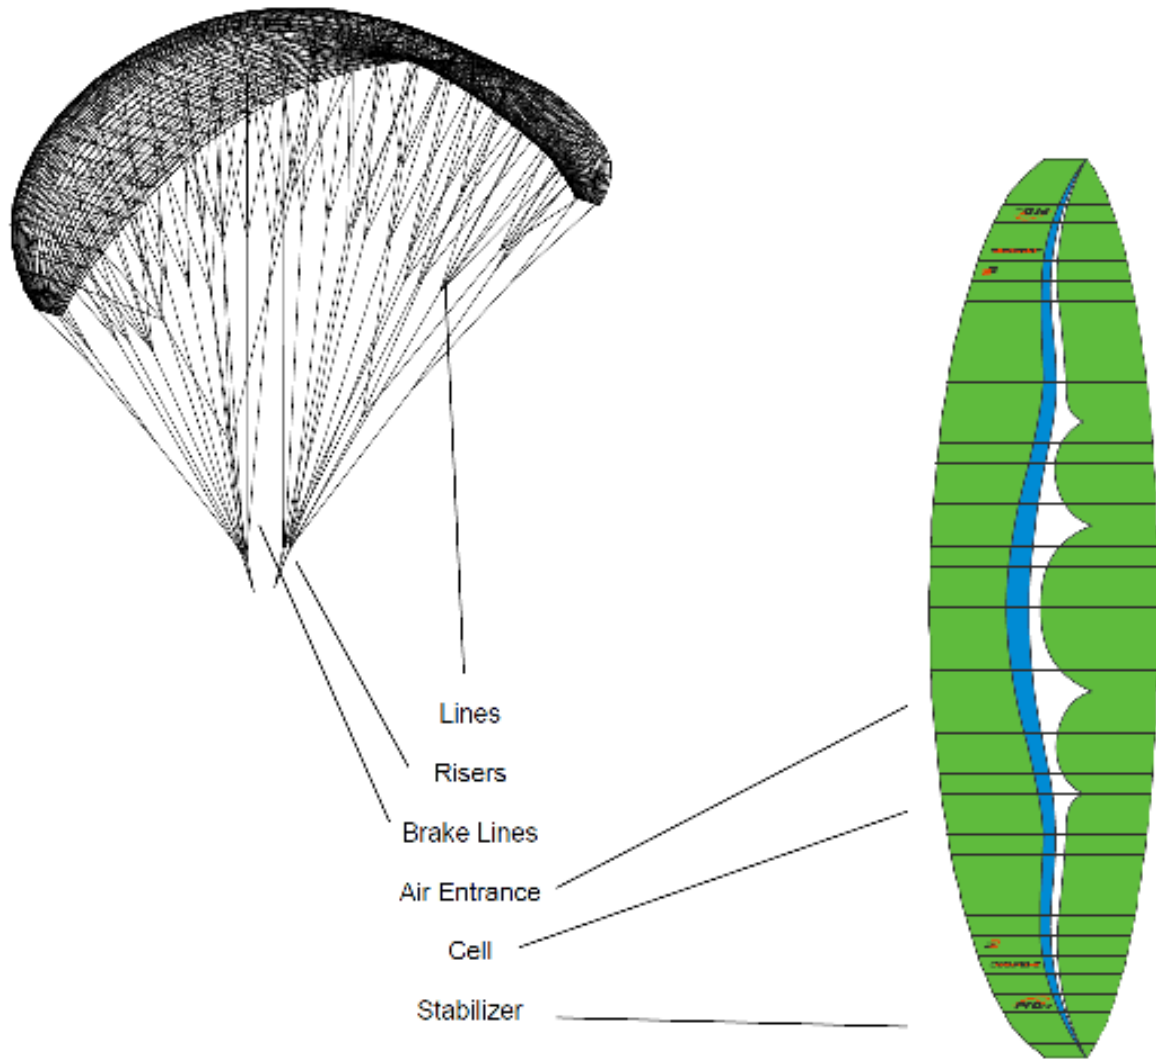 Lines
Risers
Brake Lines
Air Entrance
Cell
Stabilizer